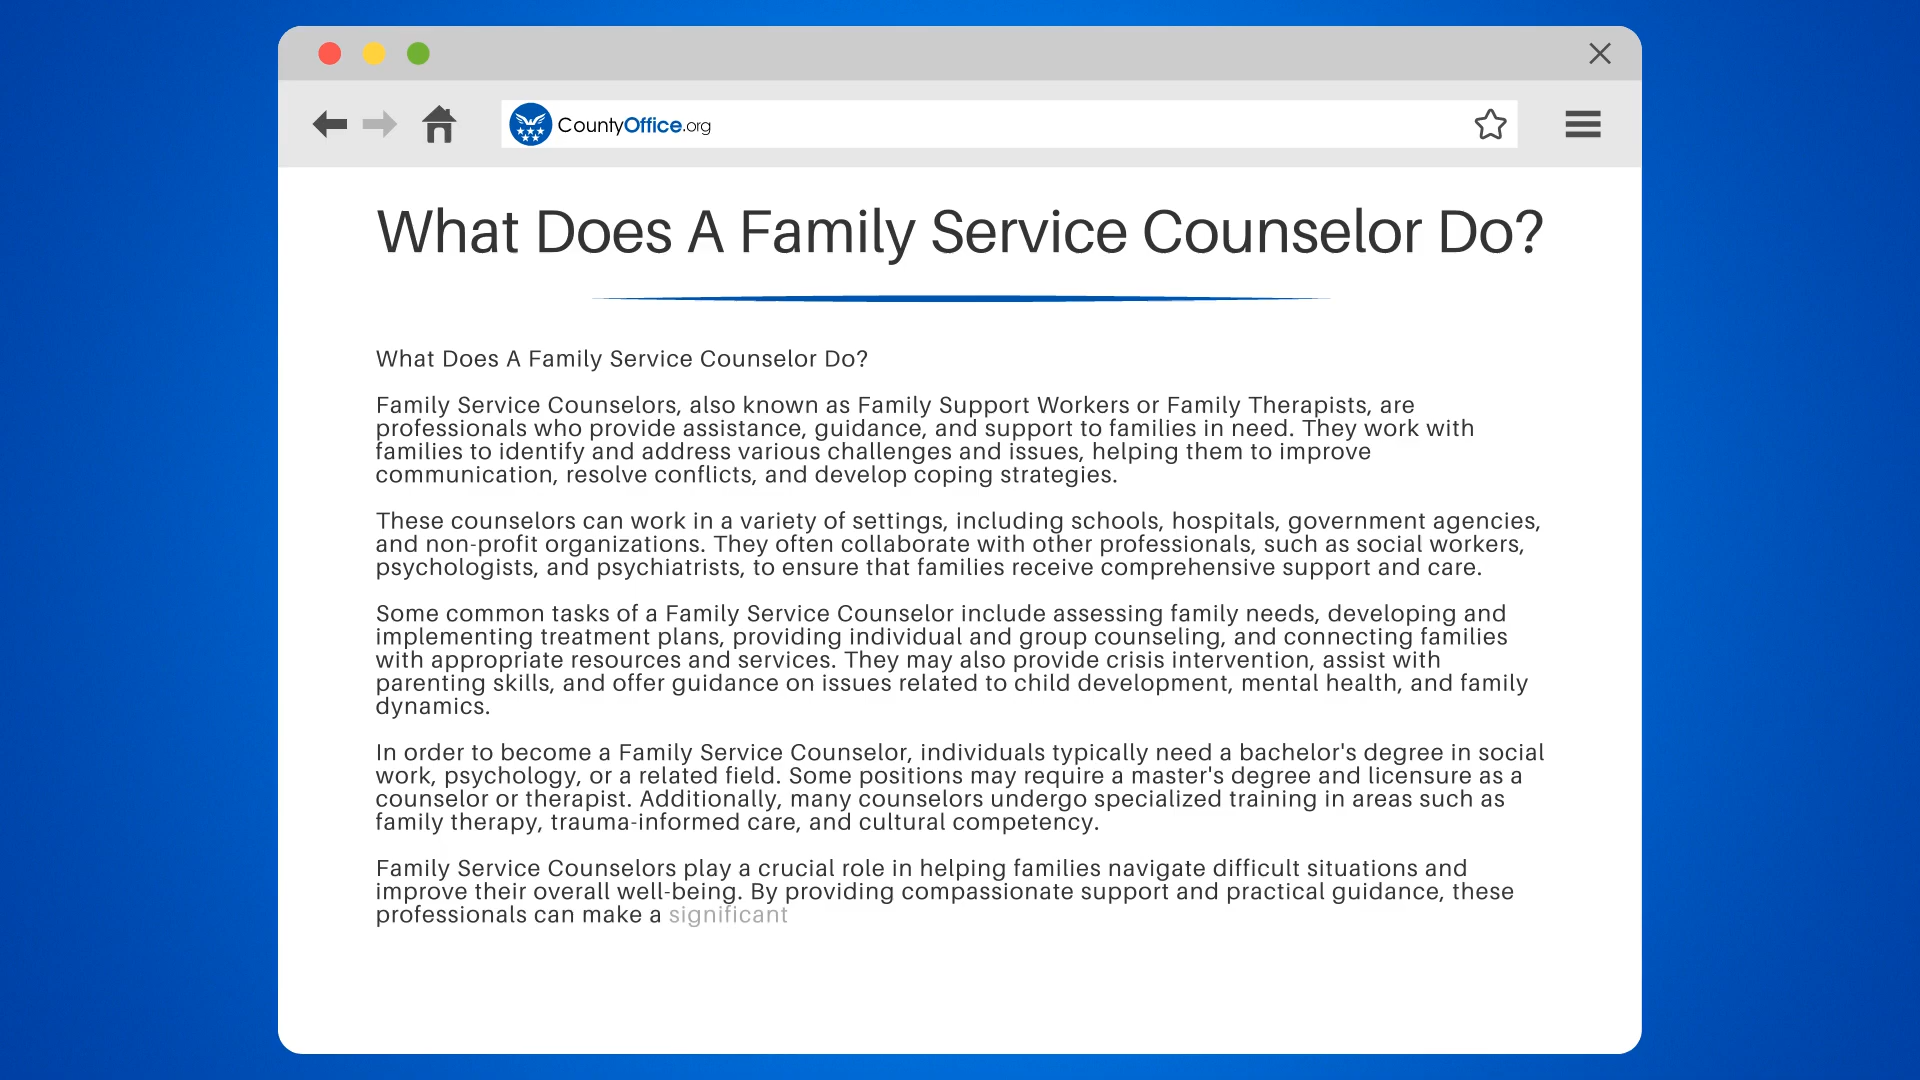 CountyOffice.org
What Does A Family Service Counselor Do?
What Does A Family Service Counselor Do?
Family Service Counselors, also known as Family Support Workers or Family Therapists, are
professionals who provide assistance, guidance, and support to families in need. They work with
families to identify and address various challenges and issues, helping them to improve
communication, resolve conflicts, and develop coping strategies.
These counselors can work in a variety of settings, including schools, hospitals, government agencies,
and non-profit organizations. They often collaborate with other professionals, such as social workers,
psychologists, and psychiatrists, to ensure that families receive comprehensive support and care.
Some common tasks of a Family Service Counselor include assessing family needs, developing and
implementing treatment plans, providing individual and group counseling, and connecting families
with appropriate resources and services. They may also provide crisis intervention, assist with
parenting skills, and offer guidance on issues related to child development, mental health, and family
dynamics.
In order to become a Family Service Counselor, individuals typically need a bachelor's degree in social
work, psychology, or a related field. Some positions may require a master's degree and licensure as a
counselor or therapist. Additionally, many counselors undergo specialized training in areas such as
family therapy, trauma-informed care, and cultural competency.
Family Service Counselors play a crucial role in helping families navigate difficult situations and
improve their overall well-being. By providing compassionate support and practical guidance, these
professionals can make a significant